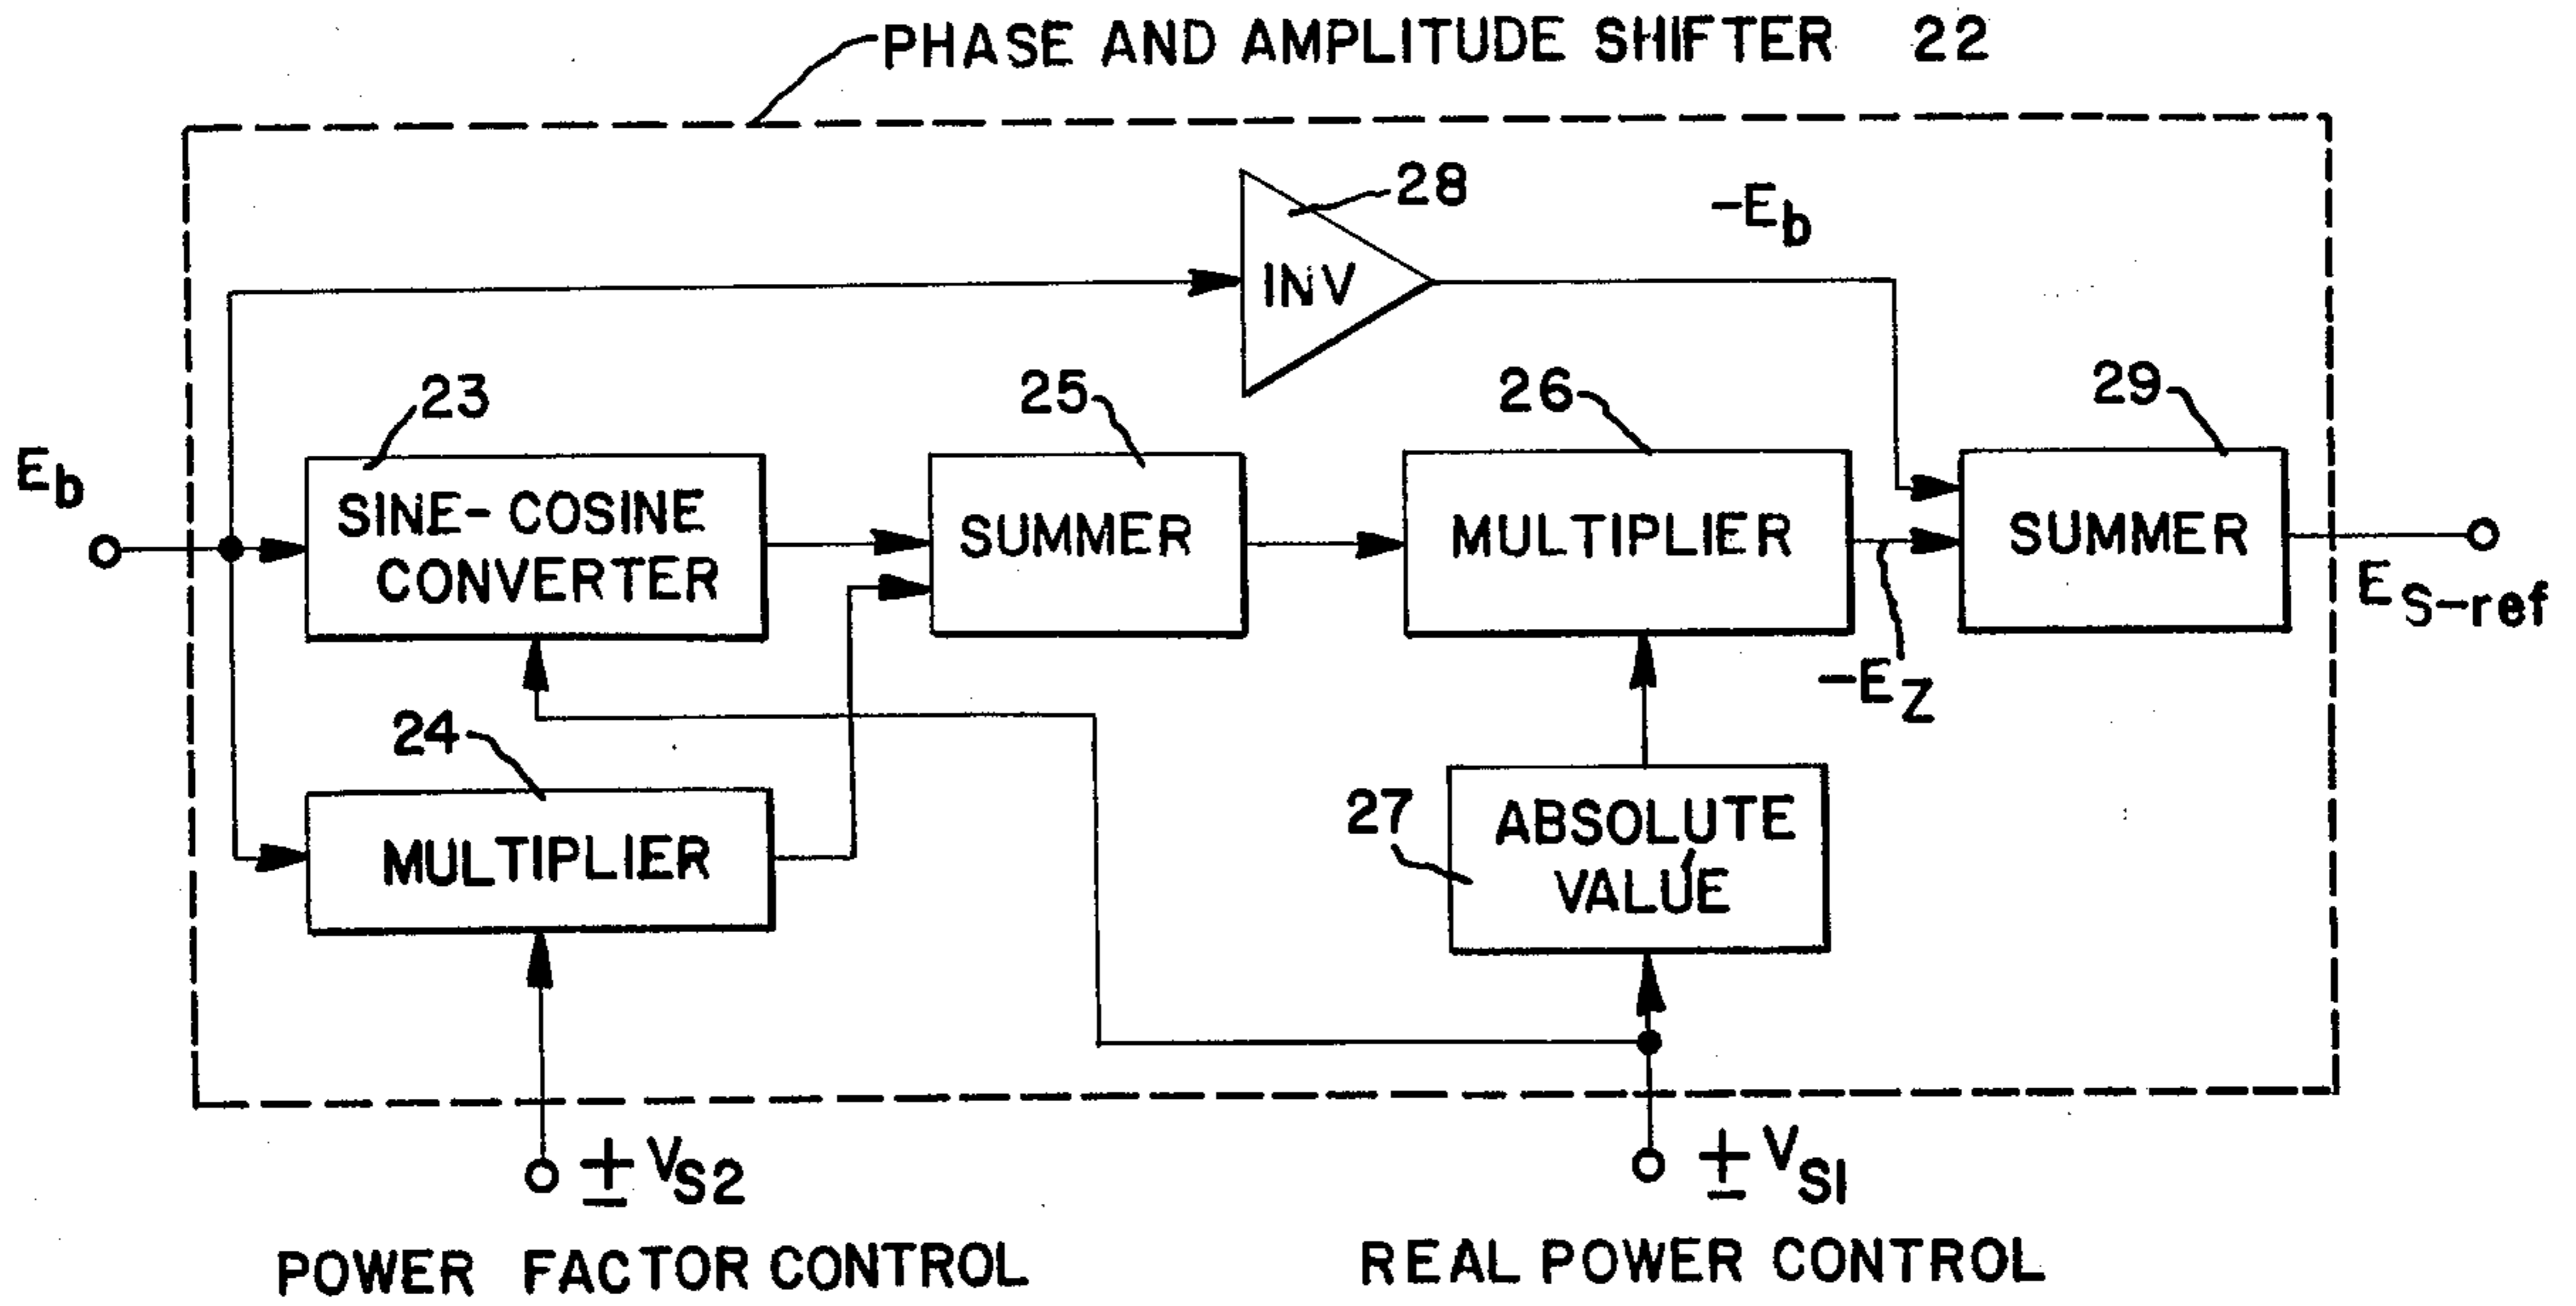 PHASE AND AMPLITUDE SHIFTER 22
28
-Eb
INV
23
25
26
29
Eb
SINE-COSINE
CONVERTER
SUMMER
MULTIPLIER
SUMMER
ES-ref
-EZ
24
MULTIPLIER
27
ABSOLUTE
VALUE
± VS2
± VS1
POWER FACTOR CONTROL
REAL POWER CONTROL